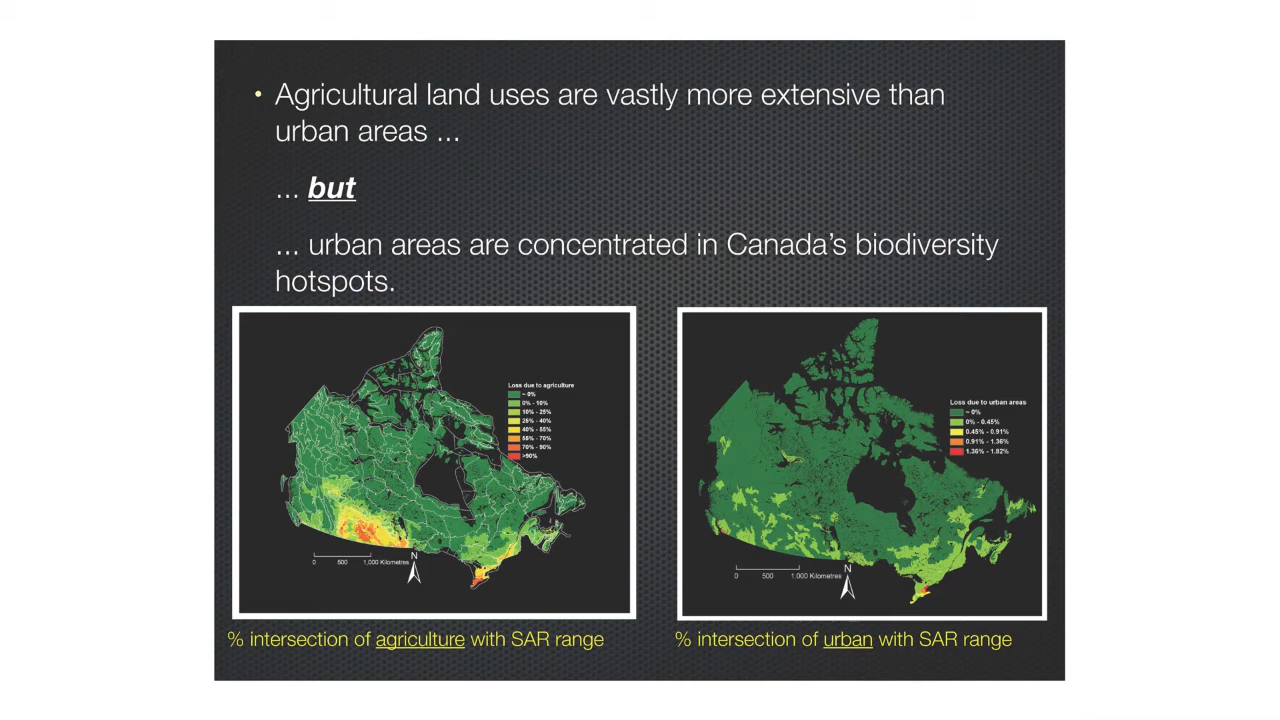 • Agricultural land uses are vastly more extensive than
urban areas ...
... but
... urban areas are concentrated in Canada’s biodiversity
hotspots.
Loss due to agriculture
~ 0%
0% - 10%
10% - 25%
25% - 40%
40% - 55%
55% - 70%
70% - 90%
>90%
0 500 1,000 Kilometres
N
% intersection of agriculture with SAR range
Loss due to urban areas
~ 0%
0% - 0.45%
0.45% - 0.91%
0.91% - 1.36%
1.36% - 1.82%
0 500 1,000 Kilometres
N
% intersection of urban with SAR range